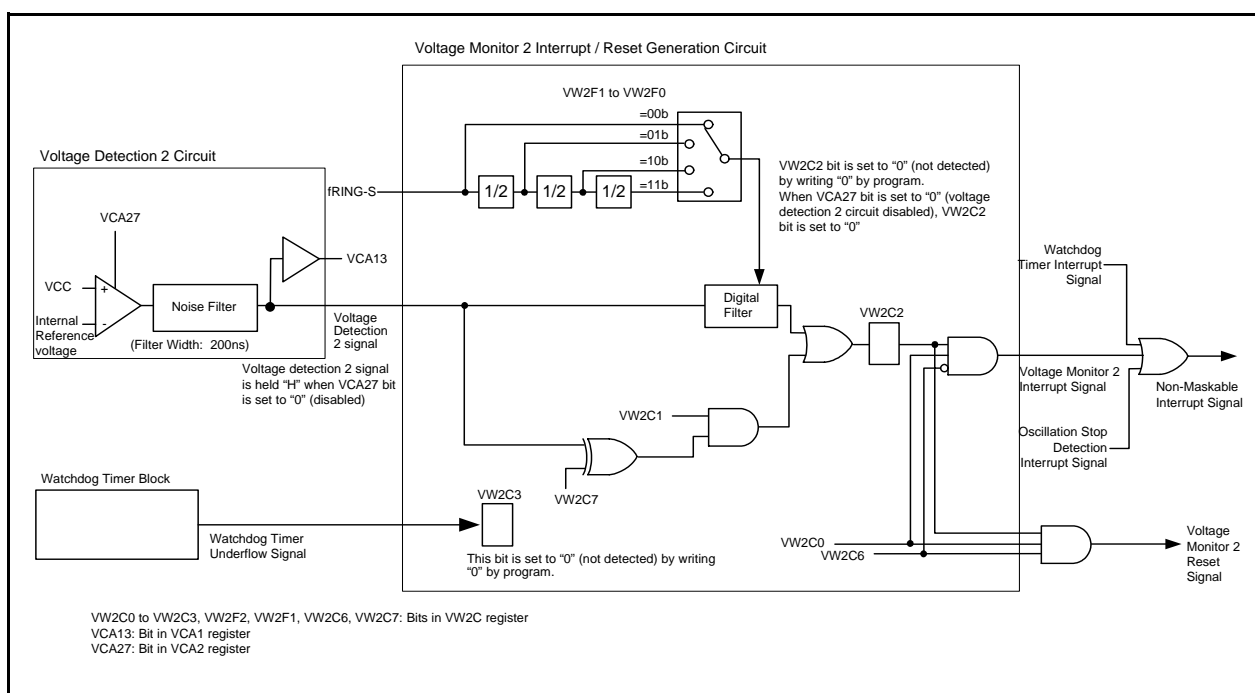 Voltage Monitor 2 Interrupt / Reset Generation Circuit
VW2F1 to VW2F0
=00b
=01b
=10b
=11b
Voltage Detection 2 Circuit
fRING-S
1/2
1/2
1/2
VW2C2 bit is set to “0” (not detected)
by writing “0” by program.
When VCA27 bit is set to “0” (voltage
detection 2 circuit disabled), VW2C2
bit is set to “0”
VCA27
VCA13
VCC
+
-
Internal
Reference
voltage
Noise Filter
(Filter Width: 200ns)
Voltage
Detection
2 signal
Voltage detection 2 signal
is held “H” when VCA27 bit
is set to “0” (disabled)
Digital
Filter
VW2C2
Watchdog
Timer Interrupt
Signal
Voltage Monitor 2
Interrupt Signal
Non-Maskable
Interrupt Signal
Oscillation Stop
Detection
Interrupt Signal
VW2C1
VW2C7
Watchdog Timer Block
Watchdog Timer
Underflow Signal
VW2C3
This bit is set to “0” (not detected) by writing
“0” by program.
VW2C0
VW2C6
Voltage
Monitor 2
Reset
Signal
VW2C0 to VW2C3, VW2F2, VW2F1, VW2C6, VW2C7: Bits in VW2C register
VCA13: Bit in VCA1 register
VCA27: Bit in VCA2 register